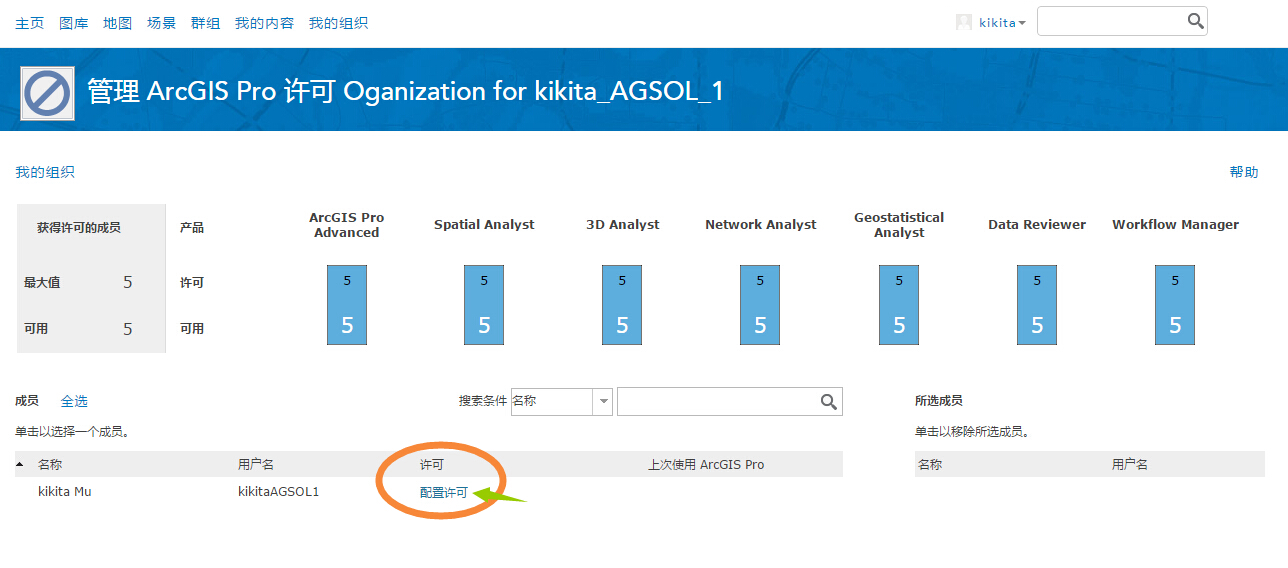 主页 图库 地图 场景 群组 我的内容 我的组织 kikita
管理 ArcGIS Pro 许可 Oganization for kikita_AGSOL_1
我的组织 帮助
获得许可的成员 产品 ArcGIS Pro Advanced Spatial Analyst 3D Analyst Network Analyst Geostatistical Analyst Data Reviewer Workflow Manager
最大值 5 许可 5 5 5 5 5 5 5
可用 5 可用 5 5 5 5 5 5 5
成员 全选 搜索条件 名称 所选成员
单击以选择一个成员。 单击以移除所选成员。
名称 用户名 许可 上次使用 ArcGIS Pro 名称 用户名
kikita Mu kikitaAGSOL1 配置许可